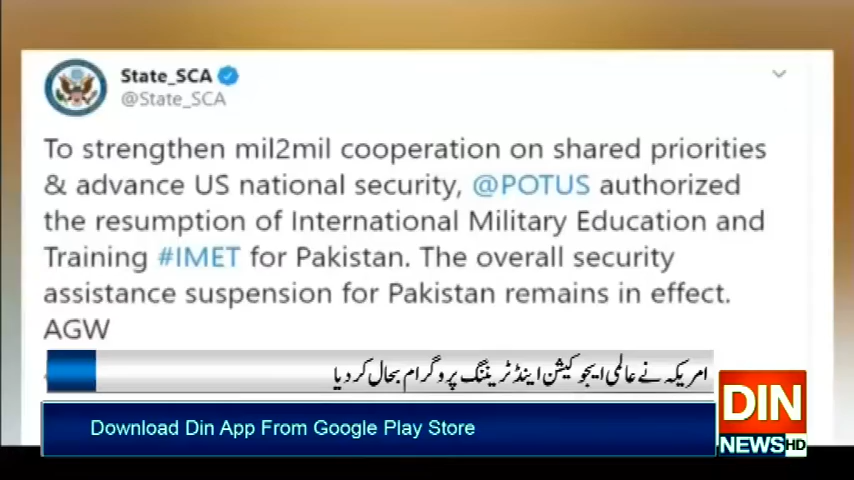 State_SCA
@State_SCA
To strengthen mil2mil cooperation on shared priorities
& advance US national security, @POTUS authorized
the resumption of International Military Education and
Training #IMET for Pakistan. The overall security
assistance suspension for Pakistan remains in effect.
AGW
امریکہ نے عالمی ایجوکیشن اینڈ ٹریننگ پروگرام بحال کر دیا
Download Din App From Google Play Store
DIN
NEWS HD